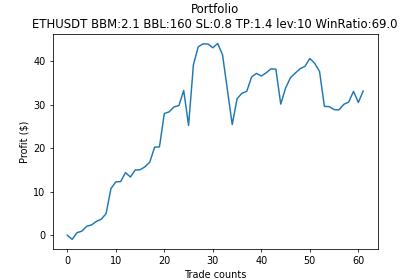 Portfolio
ETHUSDT BBM:2.1 BBL:160 SL:0.8 TP:1.4 lev:10 WinRatio:69.0
40
30
20
10
0
Profit ($)
0 10 20 30 40 50 60
Trade counts